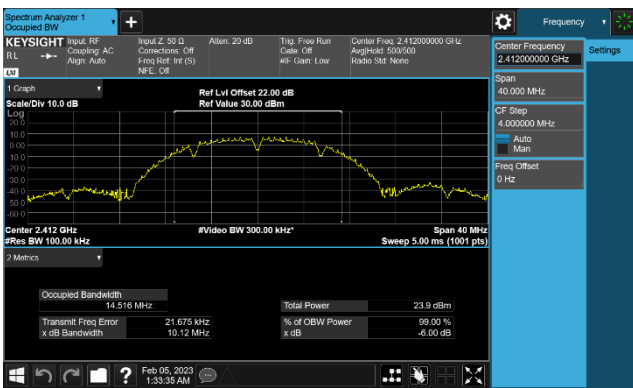 Spectrum Analyzer 1
Occupied BW
Frequency
KEYSIGHT
RL
LXI
Input: RF
Coupling: AC
Align: Auto
Input Z: 50 Ω
Corrections: Off
Freq Ref: Int (S)
NFE: Off
Atten: 20 dB
Trig: Free Run
Gate: Off
#IF Gain: Low
Center Freq: 2.412000000 GHz
Avg|Hold: 500/500
Radio Std: None
Center Frequency
2.412000000 GHz
Settings
Span
40.000 MHz
CF Step
4.000000 MHz
Auto
Man
Freq Offset
0 Hz
1 Graph
Scale/Div 10.0 dB
Ref Lvl Offset 22.00 dB
Ref Value 30.00 dBm
Log
20.0
10.0
0.00
-10.0
-20.0
-30.0
-40.0
-50.0
-60.0
Center 2.412 GHz
#Video BW 300.00 kHz*
Span 40 MHz
#Res BW 100.00 kHz
Sweep 5.00 ms (1001 pts)
2 Metrics
Occupied Bandwidth
14.516 MHz
Total Power 23.9 dBm
Transmit Freq Error 21.675 kHz
% of OBW Power 99.00 %
x dB Bandwidth 10.12 MHz
x dB -6.00 dB
Feb 05, 2023
1:33:35 AM